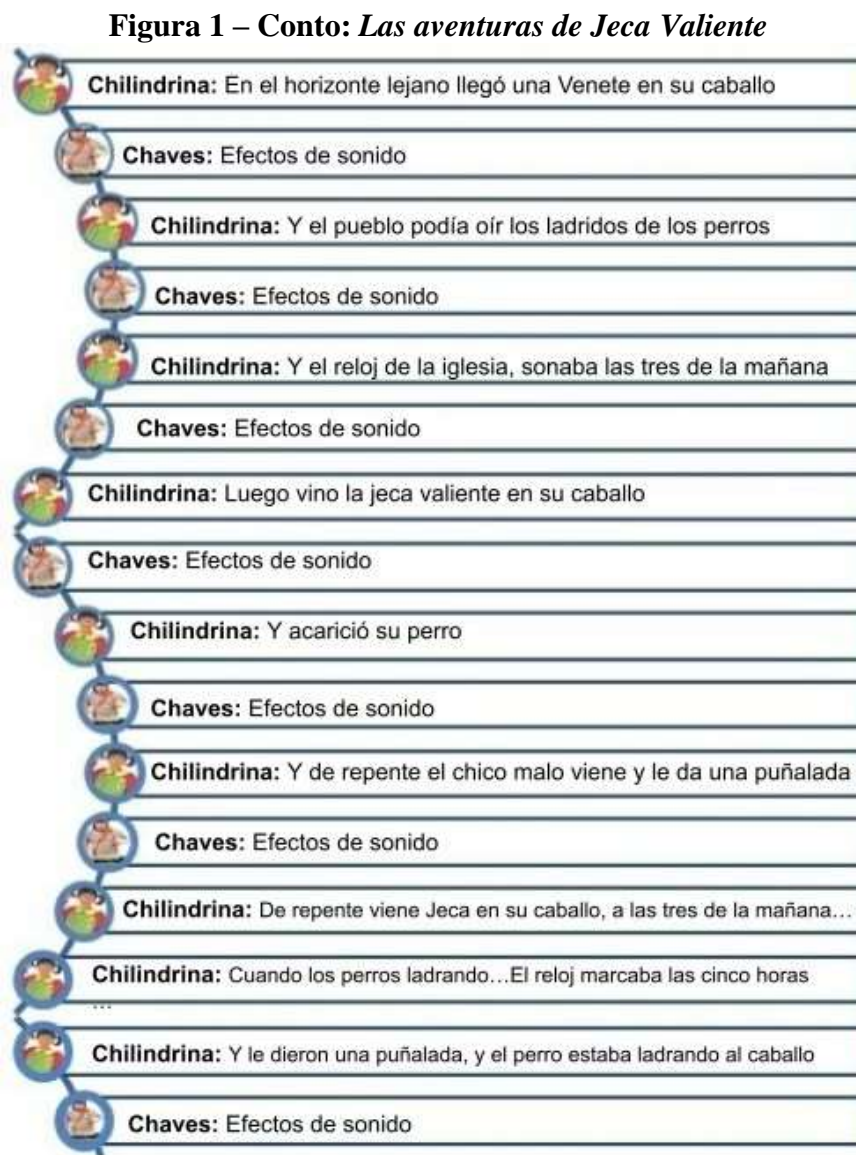 Figura 1 – Conto: Las aventuras de Jeca Valiente
Chilindrina: En el horizonte lejano llegó una Venete en su caballo
Chaves: Efectos de sonido
Chilindrina: Y el pueblo podía oír los ladridos de los perros
Chaves: Efectos de sonido
Chilindrina: Y el reloj de la iglesia, sonaba las tres de la mañana
Chaves: Efectos de sonido
Chilindrina: Luego vino la jeca valiente en su caballo
Chaves: Efectos de sonido
Chilindrina: Y acarició su perro
Chaves: Efectos de sonido
Chilindrina: Y de repente el chico malo viene y le da una puñalada
Chaves: Efectos de sonido
Chilindrina: De repente viene Jeca en su caballo, a las tres de la mañana…
Chilindrina: Cuando los perros ladrando…El reloj marcaba las cinco horas
…
Chilindrina: Y le dieron una puñalada, y el perro estaba ladrando al caballo
Chaves: Efectos de sonido